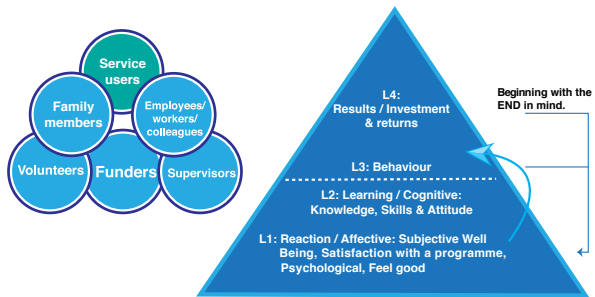 Service
users
Family
members
Employees/
workers/
colleagues
Volunteers
Funders
Supervisors
L4:
Results / Investment
& returns
L3: Behaviour
L2: Learning / Cognitive:
Knowledge, Skills & Attitude
L1: Reaction / Affective: Subjective Well
Being, Satisfaction with a programme,
Psychological, Feel good
Beginning with the
END in mind.